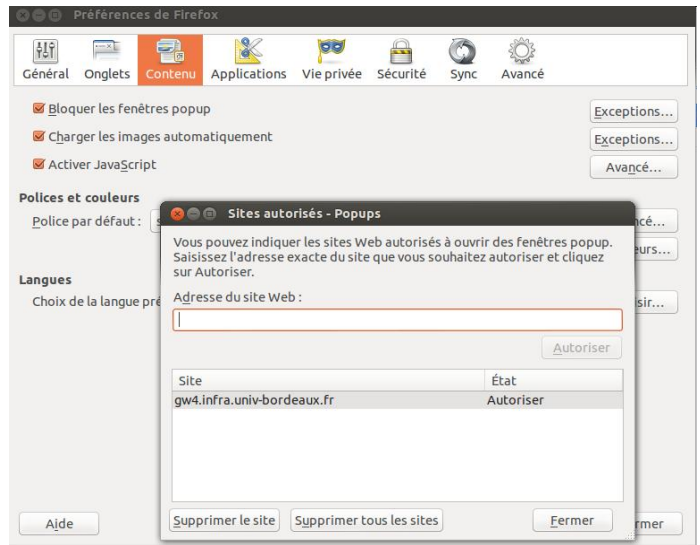 Préférences de Firefox
Général Onglets Contenu Applications Vie privée Sécurité Sync Avancé
Bloquer les fenêtres popup Exceptions...
Charger les images automatiquement Exceptions...
Activer JavaScript Avancé...
Polices et couleurs
Police par défaut : s ncé...
eurs...
Langues
Choix de la langue pré isir...
Sites autorisés - Popups
Vous pouvez indiquer les sites Web autorisés à ouvrir des fenêtres popup.
Saisissez l'adresse exacte du site que vous souhaitez autoriser et cliquez
sur Autoriser.
Adresse du site Web :
Autoriser
Site État
gw4.infra.univ-bordeaux.fr Autoriser
Supprimer le site Supprimer tous les sites Fermer
Aide rmer